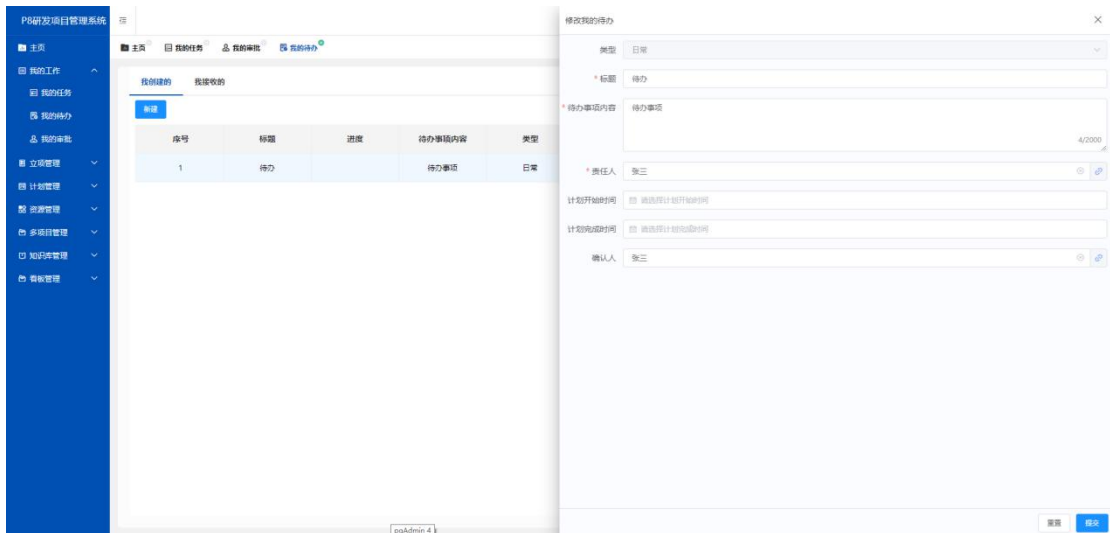 P8研发项目管理系统
主页
我的工作
我的任务
我的待办
我的审批
立项管理
计划管理
资源管理
多项目管理
知识库管理
看板管理
主页 我的任务 我的审批 我的待办
我创建的 我接收的
新建
序号 标题 进度 待办事项内容 类型
1 待办 待办事项 日常
修改我的待办
类型 日常
* 标题 待办
* 待办事项内容 待办事项
4/2000
* 责任人 张三
计划开始时间 请选择计划开始时间
计划完成时间 请选择计划完成时间
确认人 张三
重置 提交
pgAdmin 4